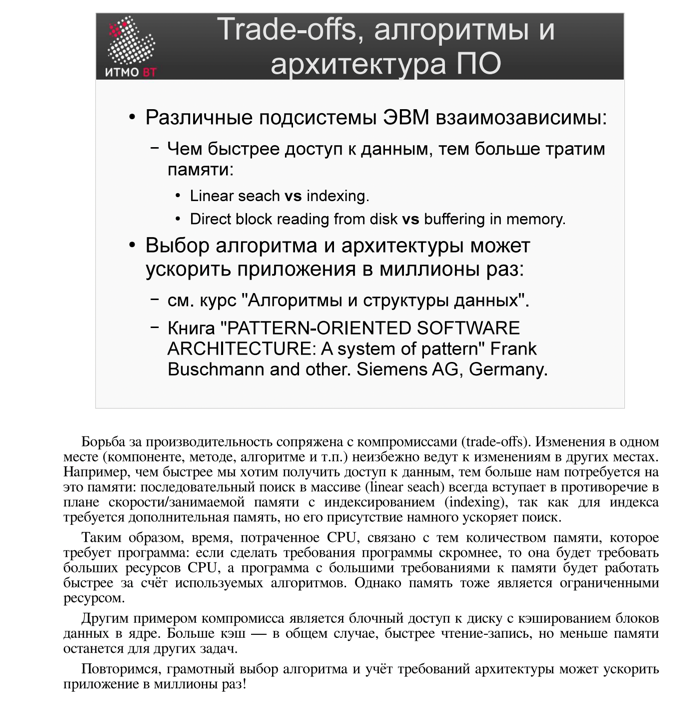 Trade-offs, алгоритмы и
архитектура ПО
ИТМО ВТ
• Различные подсистемы ЭВМ взаимозависимы:
– Чем быстрее доступ к данным, тем больше тратим
памяти:
• Linear seach vs indexing.
• Direct block reading from disk vs buffering in memory.
• Выбор алгоритма и архитектуры может
ускорить приложения в миллионы раз:
– см. курс "Алгоритмы и структуры данных".
– Книга "PATTERN-ORIENTED SOFTWARE
ARCHITECTURE: A system of pattern" Frank
Buschmann and other. Siemens AG, Germany.
Борьба за производительность сопряжена с компромиссами (trade-offs). Изменения в одном
месте (компоненте, методе, алгоритме и т.п.) неизбежно ведут к изменениям в других местах.
Например, чем быстрее мы хотим получить доступ к данным, тем больше нам потребуется на
это памяти: последовательный поиск в массиве (linear seach) всегда вступает в противоречие в
плане скорости/занимаемой памяти с индексированием (indexing), так как для индекса
требуется дополнительная память, но его присутствие намного ускоряет поиск.
Таким образом, время, потраченное CPU, связано с тем количеством памяти, которое
требует программа: если сделать требования программы скромнее, то она будет требовать
больших ресурсов CPU, а программа с большими требованиями к памяти будет работать
быстрее за счёт используемых алгоритмов. Однако память тоже является ограниченными
ресурсом.
Другим примером компромисса является блочный доступ к диску с кэшированием блоков
данных в ядре. Больше кэш — в общем случае, быстрее чтение-запись, но меньше памяти
останется для других задач.
Повторимся, грамотный выбор алгоритма и учёт требований архитектуры может ускорить
приложение в миллионы раз!